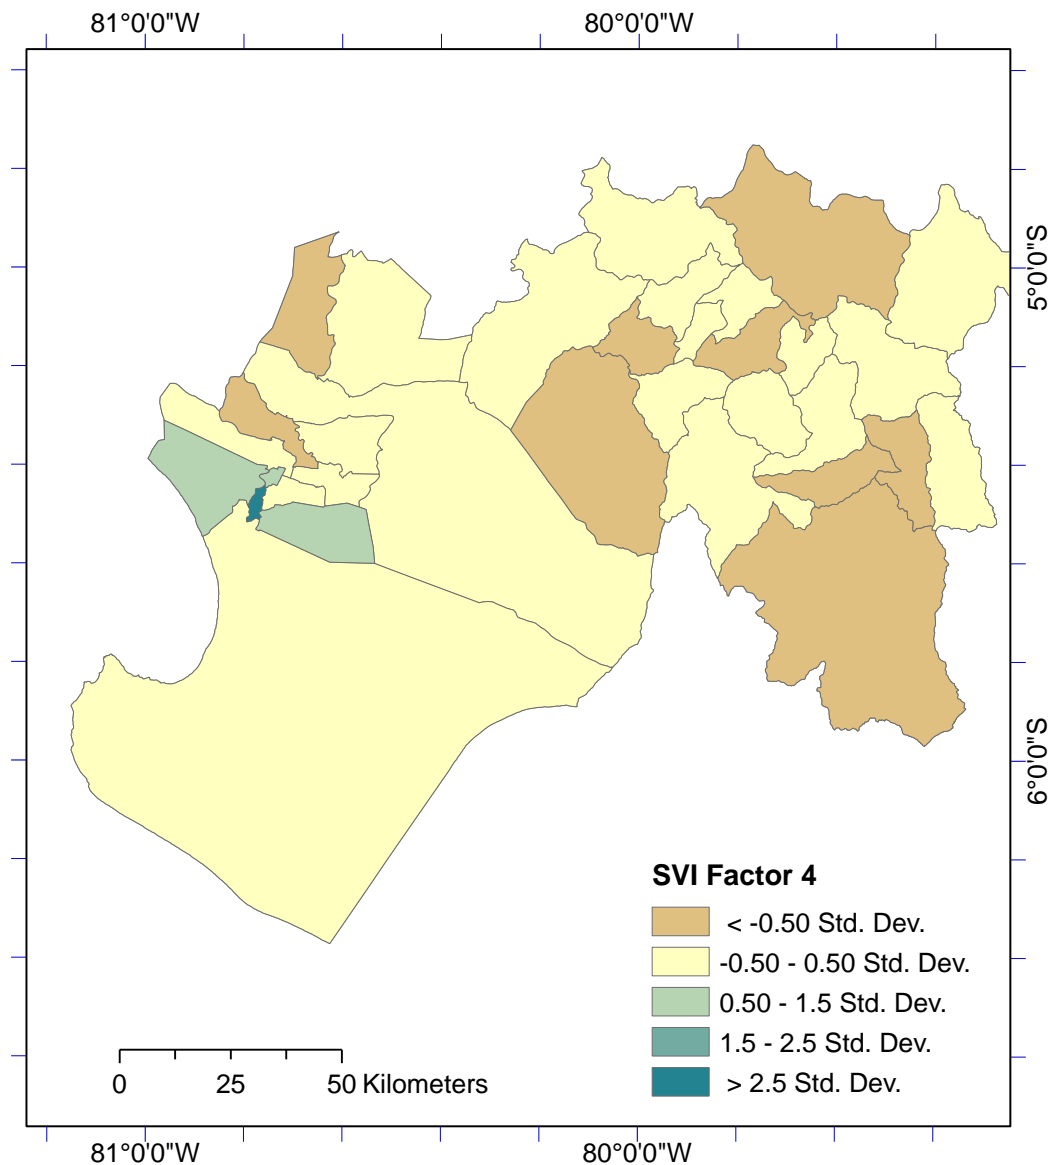 81°0'0"W 80°0'0"W
5°0'0"S
6°0'0"S
SVI Factor 4
< -0.50 Std. Dev.
-0.50 - 0.50 Std. Dev.
0.50 - 1.5 Std. Dev.
1.5 - 2.5 Std. Dev.
> 2.5 Std. Dev.
0 25 50 Kilometers
81°0'0"W 80°0'0"W